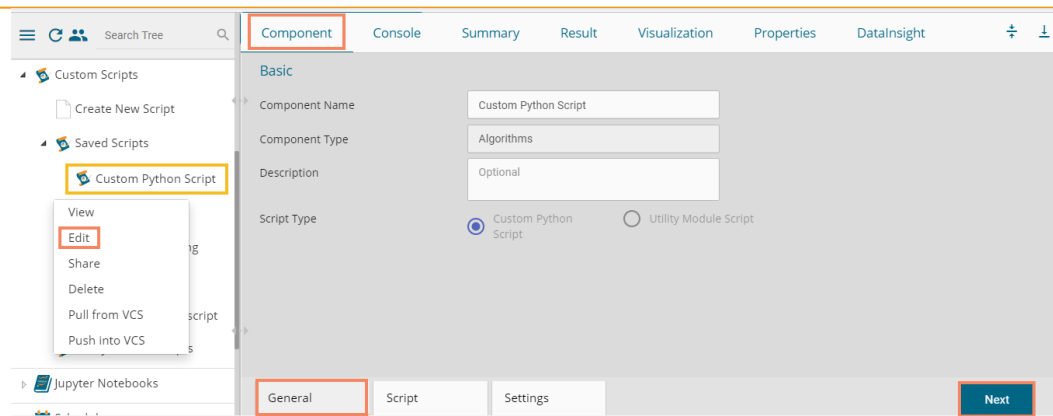 Search Tree
Component Console Summary Result Visualization Properties DataInsight
Custom Scripts
Create New Script
Saved Scripts
Custom Python Script
View
Edit
ng
Share
Delete
Pull from VCS
script
Push into VCS
s
Jupyter Notebooks
Basic
Component Name
Custom Python Script
Component Type
Algorithms
Description
Optional
Script Type
Custom Python
Script
Utility Module Script
General Script Settings
Next